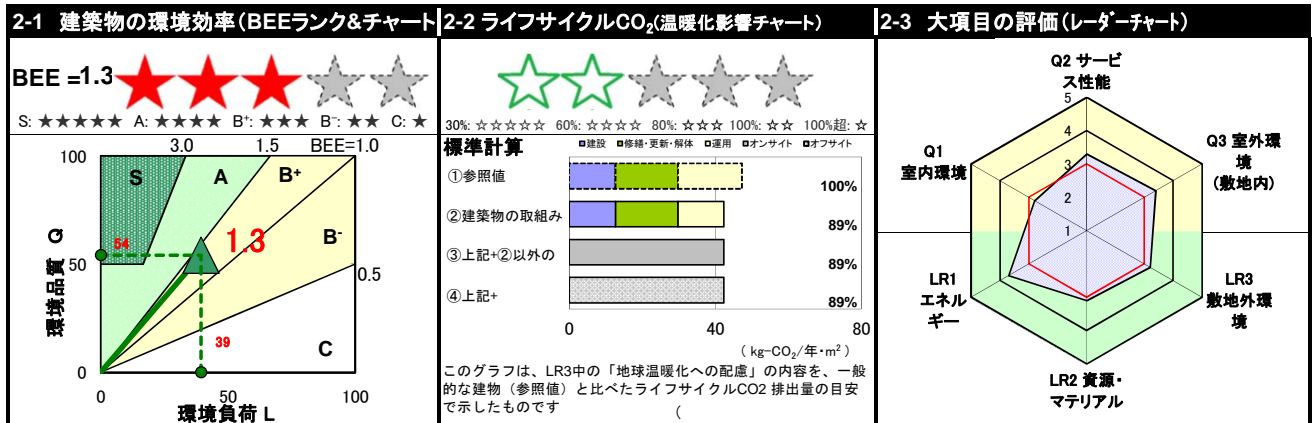 2-1 建築物の環境効率(BEEランク&チャート
BEE =1.3
S: ★★★★★ A: ★★★★ B⁺: ★★★ B⁻: ★★ C: ★
3.0 1.5 BEE=1.0
100
S
A
B⁺
B⁻
1.3
54
50
0.5
39
C
0
環境品質 Q
0 50 100
環境負荷 L
2-2 ライフサイクルCO₂(温暖化影響チャート)
30%: ☆☆☆☆☆ 60%: ☆☆☆☆ 80%: ☆☆☆ 100%: ☆☆ 100%超: ☆
標準計算
建設 修繕・更新・解体 運用 オンサイト オフサイト
①参照値 100%
②建築物の取組み 89%
③上記+②以外の 89%
④上記+ 89%
0 40 80
( kg-CO₂/年・m² )
このグラフは、LR3中の「地球温暖化への配慮」の内容を、一般
的な建物(参照値)と比べたライフサイクルCO2 排出量の目安
で示したものです (
2-3 大項目の評価(レーダーチャート)
Q2 サービ
ス性能
5
4
3
2
1
Q1
室内環境
Q3 室外環
境
(敷地内)
LR1
エネル
ギー
LR3
敷地外環
境
LR2 資源・
マテリアル